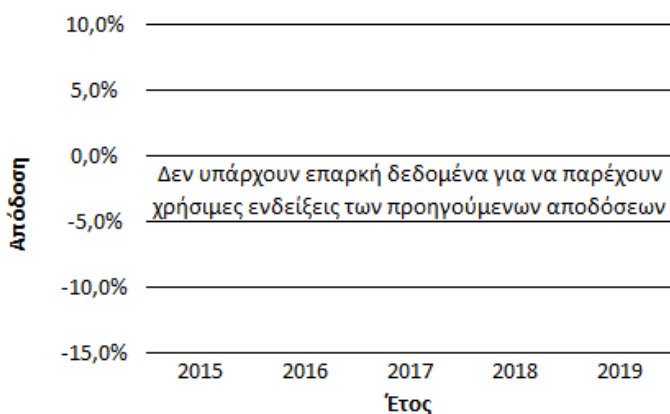 10,0%
5,0%
0,0%
Δεν υπάρχουν επαρκή δεδομένα για να παρέχουν
χρήσιμες ενδείξεις των προηγούμενων αποδόσεων
-5,0%
-10,0%
-15,0%
Απόδοση
2015 2016 2017 2018 2019
Έτος